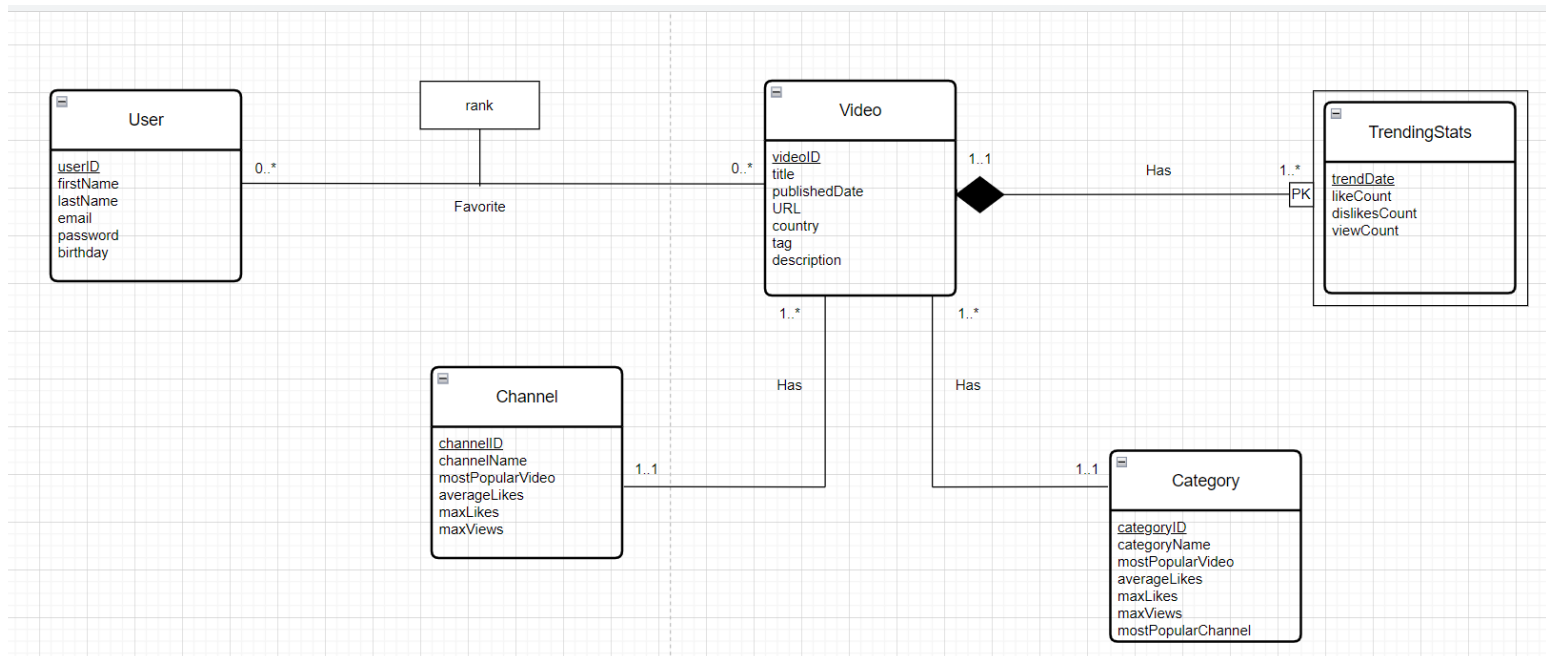 User
userID
firstName
lastName
email
password
birthday
0..*
rank
Favorite
0..*
Video
videoID
title
publishedDate
URL
country
tag
description
1..1
Has
1..*
PK
TrendingStats
trendDate
likeCount
dislikesCount
viewCount
1..*
Has
1..*
Has
Channel
channelID
channelName
mostPopularVideo
averageLikes
maxLikes
maxViews
1..1
1..1
Category
categoryID
categoryName
mostPopularVideo
averageLikes
maxLikes
maxViews
mostPopularChannel